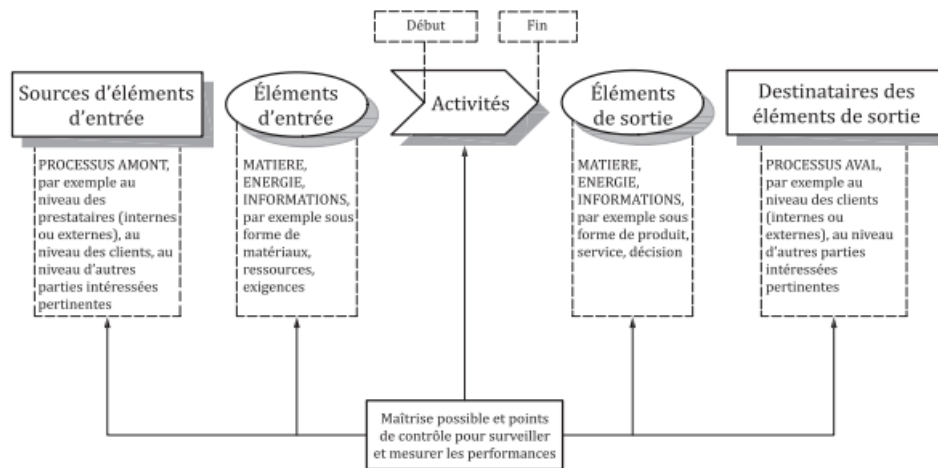 Début
Fin
Sources d'éléments
d'entrée
Éléments
d'entrée
Activités
Éléments
de sortie
Destinataires des
éléments de sortie
PROCESSUS AMONT,
par exemple au
niveau des
prestataires (internes
ou externes), au
niveau des clients, au
niveau d'autres
parties intéressées
pertinentes
MATIERE,
ENERGIE,
INFORMATIONS,
par exemple sous
forme de
matériaux,
ressources,
exigences
MATIERE,
ENERGIE,
INFORMATIONS,
par exemple sous
forme de produit,
service, décision
PROCESSUS AVAL,
par exemple au
niveau des clients
(internes ou
externes), au niveau
d'autres parties
intéressées
pertinentes
Maîtrise possible et points
de contrôle pour surveiller
et mesurer les performances